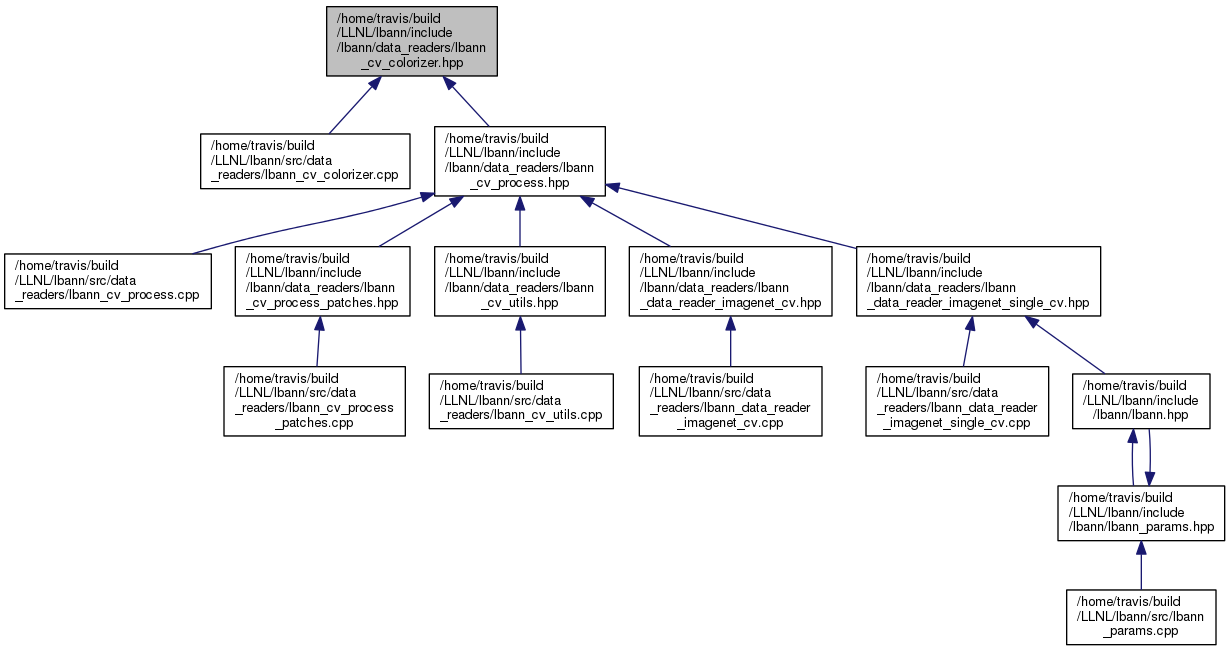 /home/travis/build
/LLNL/lbann/include
/lbann/data_readers/lbann
_cv_colorizer.hpp
/home/travis/build
/LLNL/lbann/src/data
_readers/lbann_cv_colorizer.cpp
/home/travis/build
/LLNL/lbann/include
/lbann/data_readers/lbann
_cv_process.hpp
/home/travis/build
/LLNL/lbann/src/data
_readers/lbann_cv_process.cpp
/home/travis/build
/LLNL/lbann/include
/lbann/data_readers/lbann
_cv_process_patches.hpp
/home/travis/build
/LLNL/lbann/include
/lbann/data_readers/lbann
_cv_utils.hpp
/home/travis/build
/LLNL/lbann/include
/lbann/data_readers/lbann
_data_reader_imagenet_cv.hpp
/home/travis/build
/LLNL/lbann/include
/lbann/data_readers/lbann
_data_reader_imagenet_single_cv.hpp
/home/travis/build
/LLNL/lbann/src/data
_readers/lbann_cv_process
_patches.cpp
/home/travis/build
/LLNL/lbann/src/data
_readers/lbann_cv_utils.cpp
/home/travis/build
/LLNL/lbann/src/data
_readers/lbann_data_reader
_imagenet_cv.cpp
/home/travis/build
/LLNL/lbann/src/data
_readers/lbann_data_reader
_imagenet_single_cv.cpp
/home/travis/build
/LLNL/lbann/include
/lbann/lbann.hpp
/home/travis/build
/LLNL/lbann/include
/lbann/lbann_params.hpp
/home/travis/build
/LLNL/lbann/src/lbann
_params.cpp